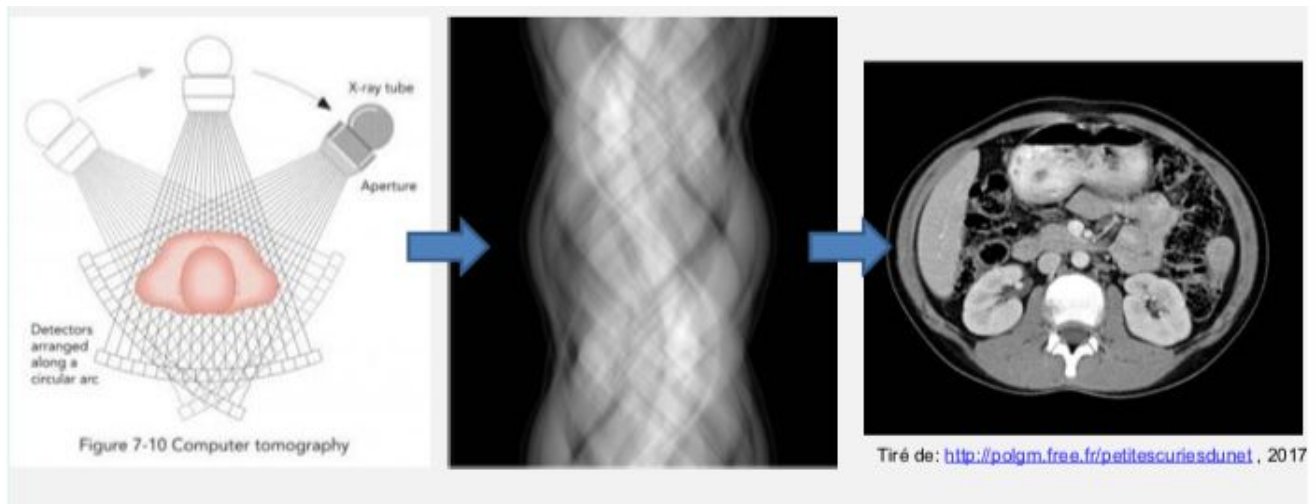 X-ray tube
Aperture
Detectors
arranged
along a
circular arc
Figure 7-10 Computer tomography
Tiré de: http://polgm.free.fr/petitescuriesdunet , 2017